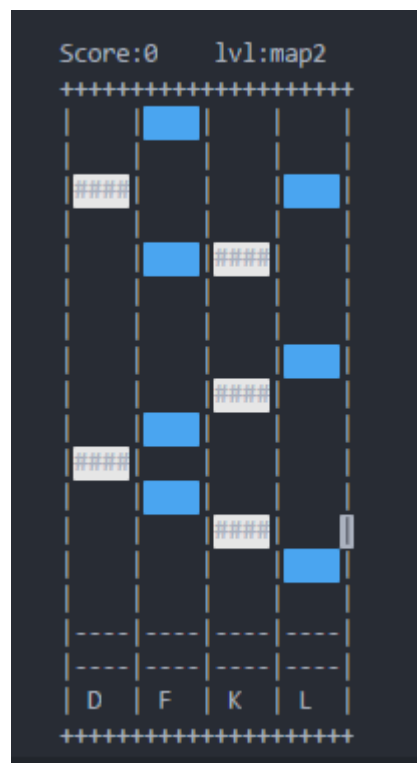 Score:0    lvl:map2
+++++++++++++++++++++
|    |    |    |    |
|    |    |    |    |
|####|    |    |    |
|    |    |    |    |
|    |    |####|    |
|    |    |    |    |
|    |    |    |    |
|    |    |    |    |
|    |    |####|    |
|    |    |    |    |
|####|    |    |    |
|    |    |    |    |
|    |    |####|    |
|    |    |    |    |
|    |    |    |    |
|----|----|----|----|
|----|----|----|----|
| D  | F  | K  | L  |
+++++++++++++++++++++